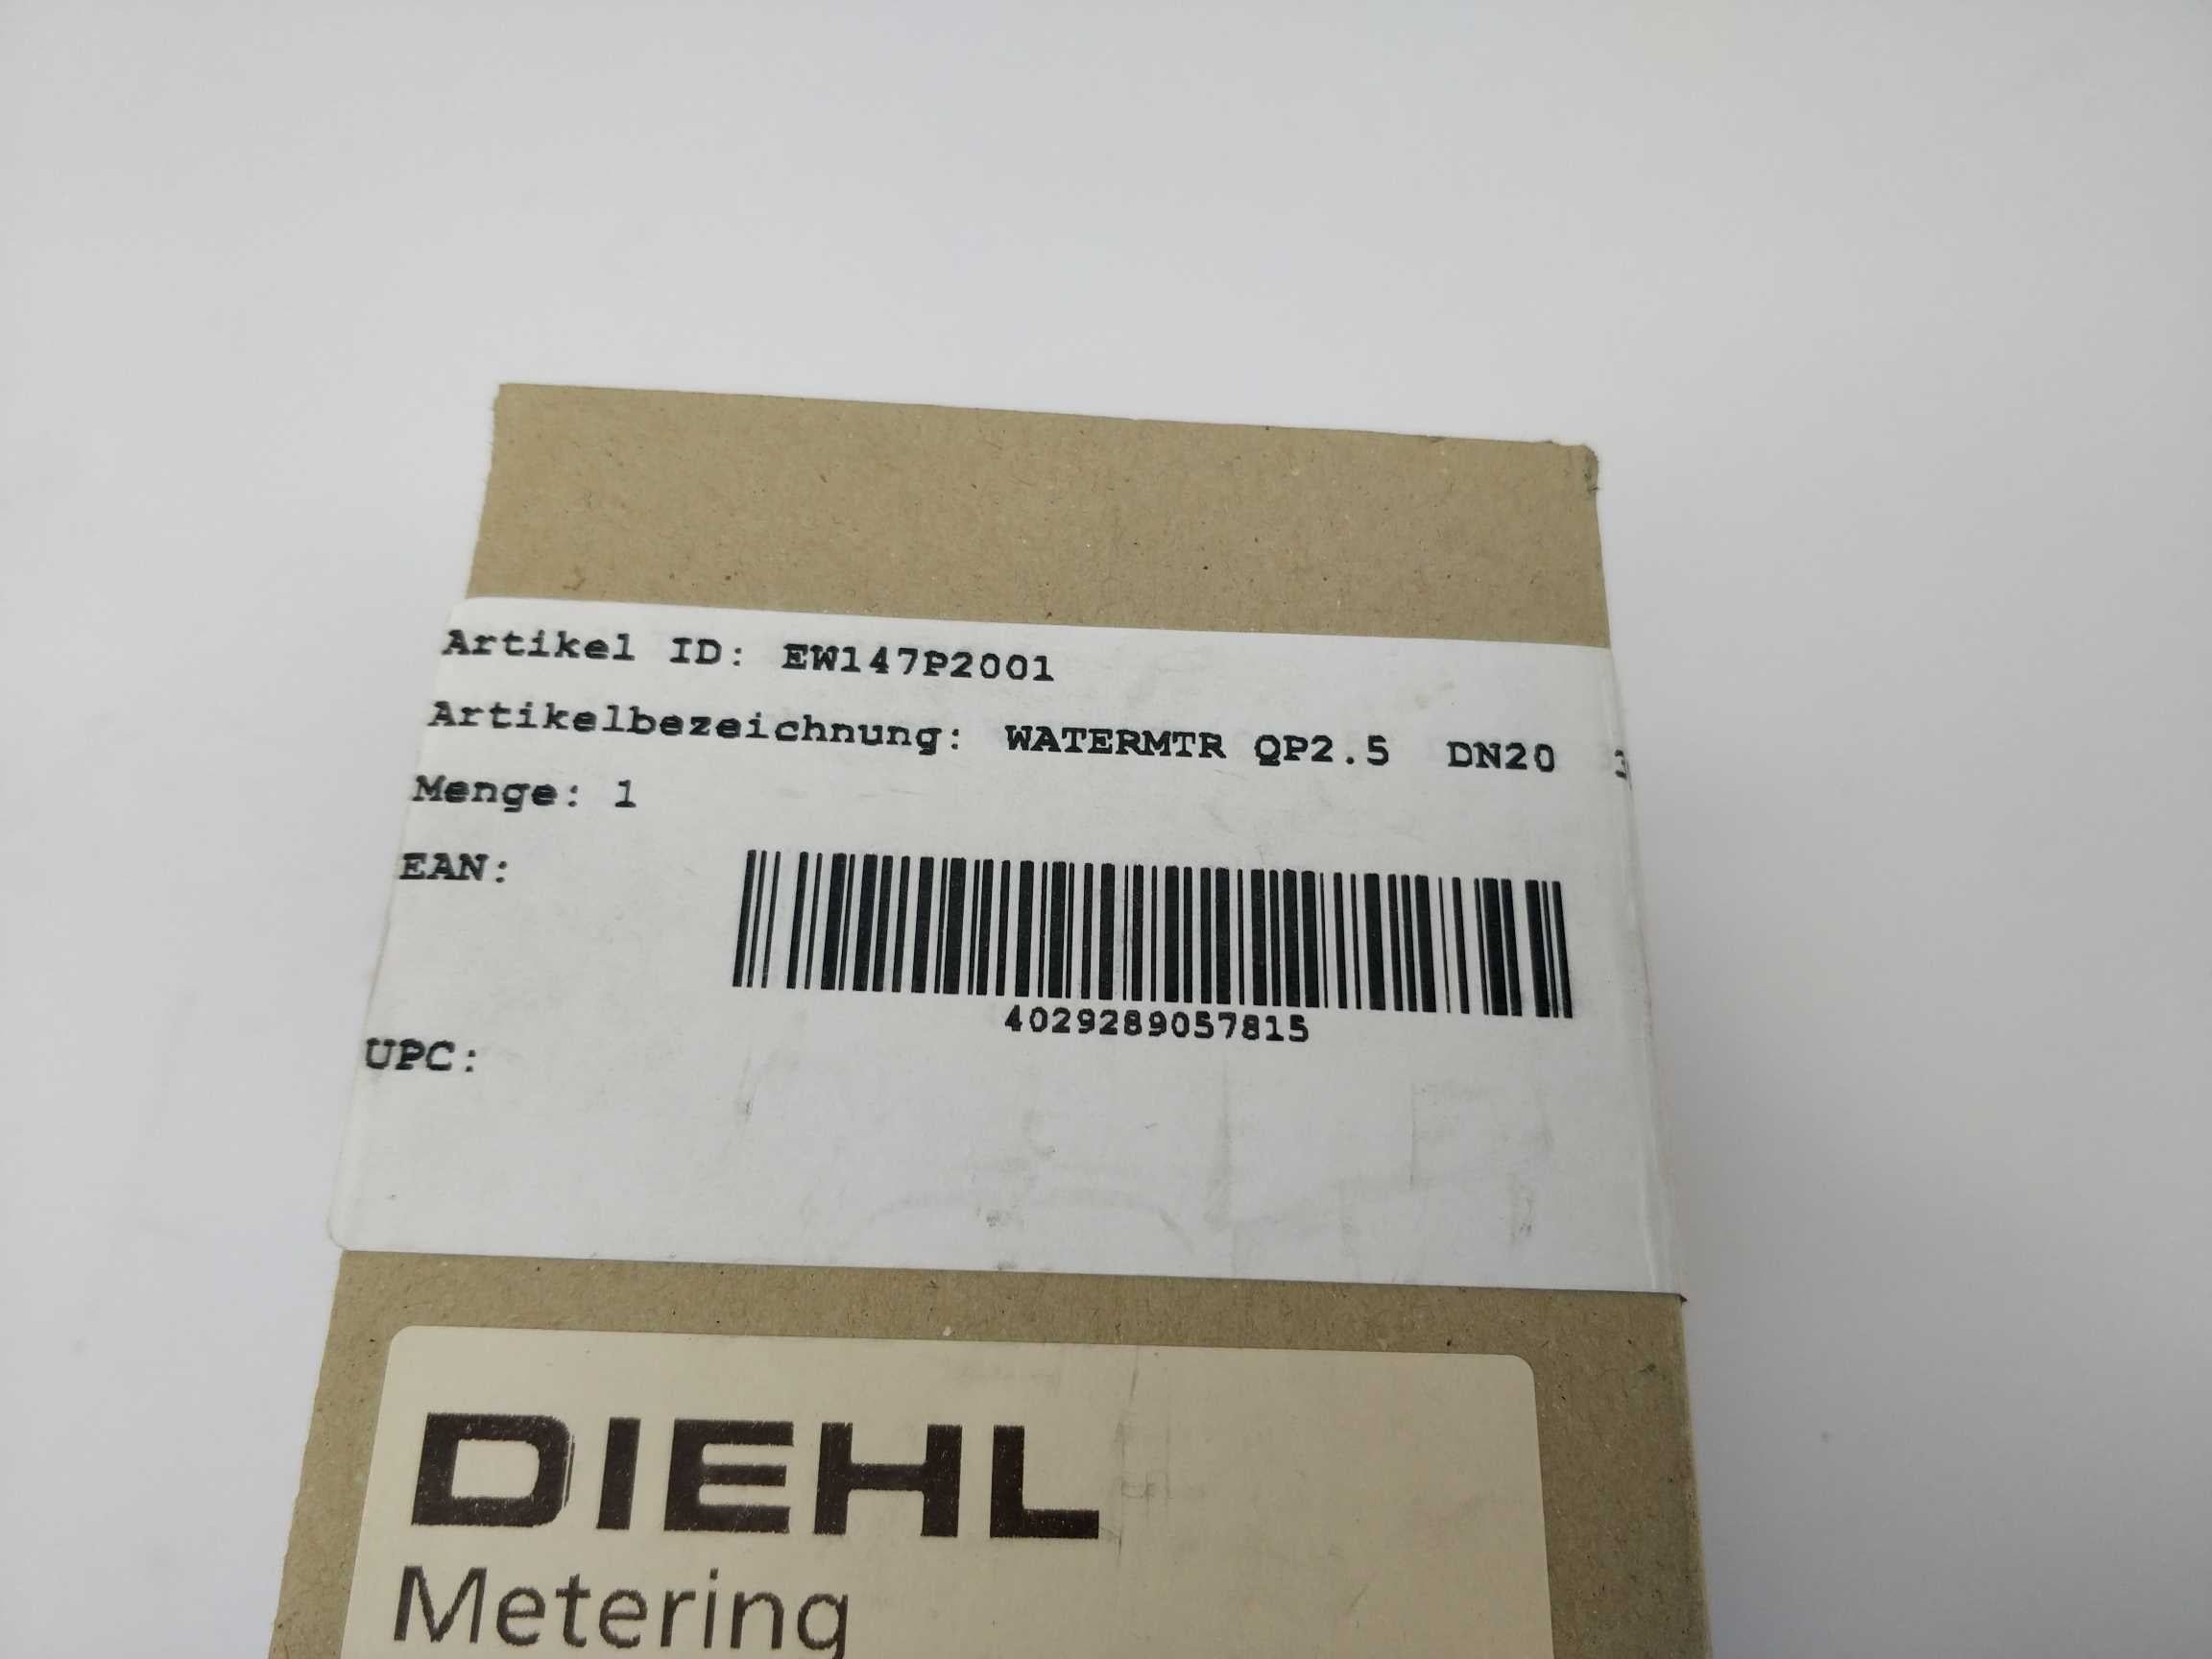 Artikel ID: EW147P2001
Artikelbezeichnung: WATERMTR QP2.5 DN20
Menge: 1
EAN:
4029289057815
UPC:
DIEHL
Metering